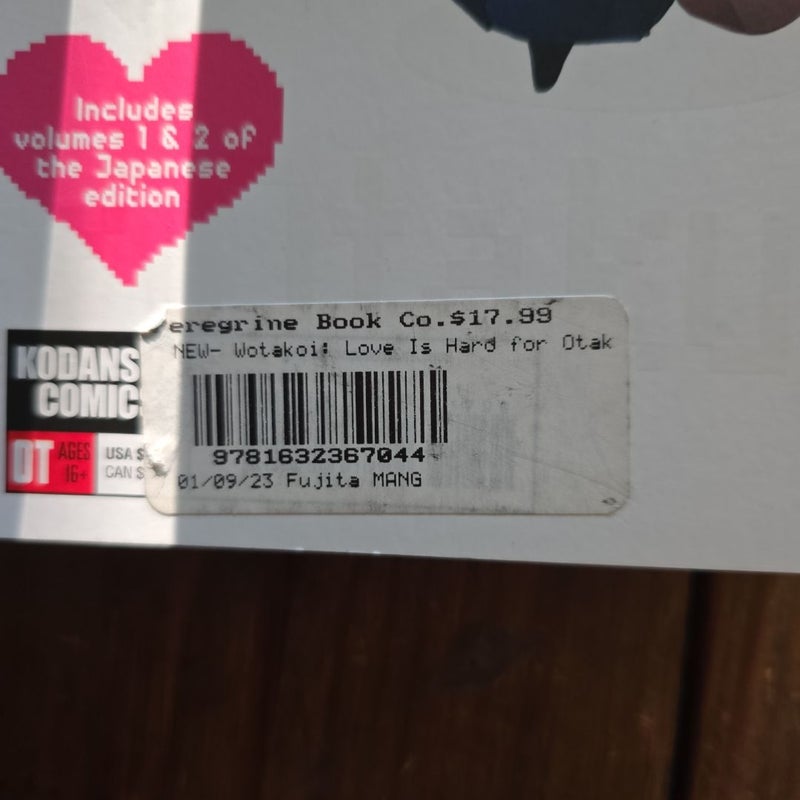 Includes
volumes 1 & 2 of
the Japanese
edition
eregrine Book Co.$17.99
NEW- Wotakoi: Love Is Hard for Otak
9781632367044
01/09/23 Fujita MANG
KODANS
COMIC
OT AGES
16+
USA $
CAN $